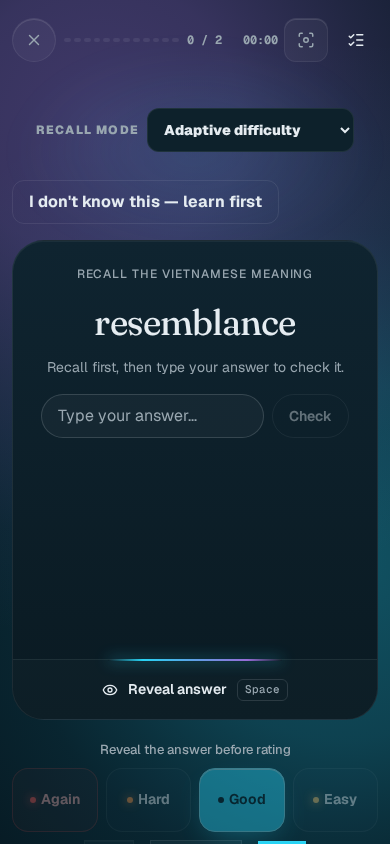 0 / 2 00:00
RECALL MODE Adaptive difficulty
I don't know this — learn first
RECALL THE VIETNAMESE MEANING
resemblance
Recall first, then type your answer to check it.
Type your answer... Check
Reveal answer Space
Reveal the answer before rating
Again Hard Good Easy